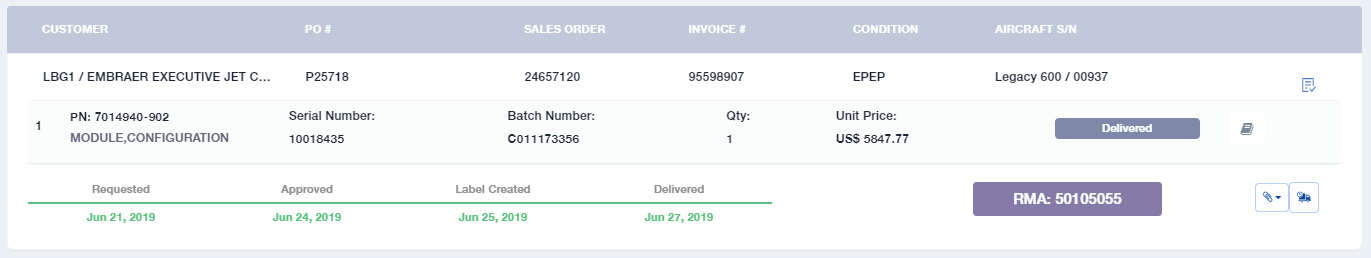 CUSTOMER PO # SALES ORDER INVOICE # CONDITION AIRCRAFT S/N
LBG1 / EMBRAER EXECUTIVE JET C... P25718 24657120 95598907 EPEP Legacy 600 / 00937
1 PN: 7014940-902 Serial Number: Batch Number: Qty: Unit Price:
MODULE,CONFIGURATION 10018435 C011173356 1 US$ 5847.77
Delivered
Requested Approved Label Created Delivered
Jun 21, 2019 Jun 24, 2019 Jun 25, 2019 Jun 27, 2019
RMA: 50105055